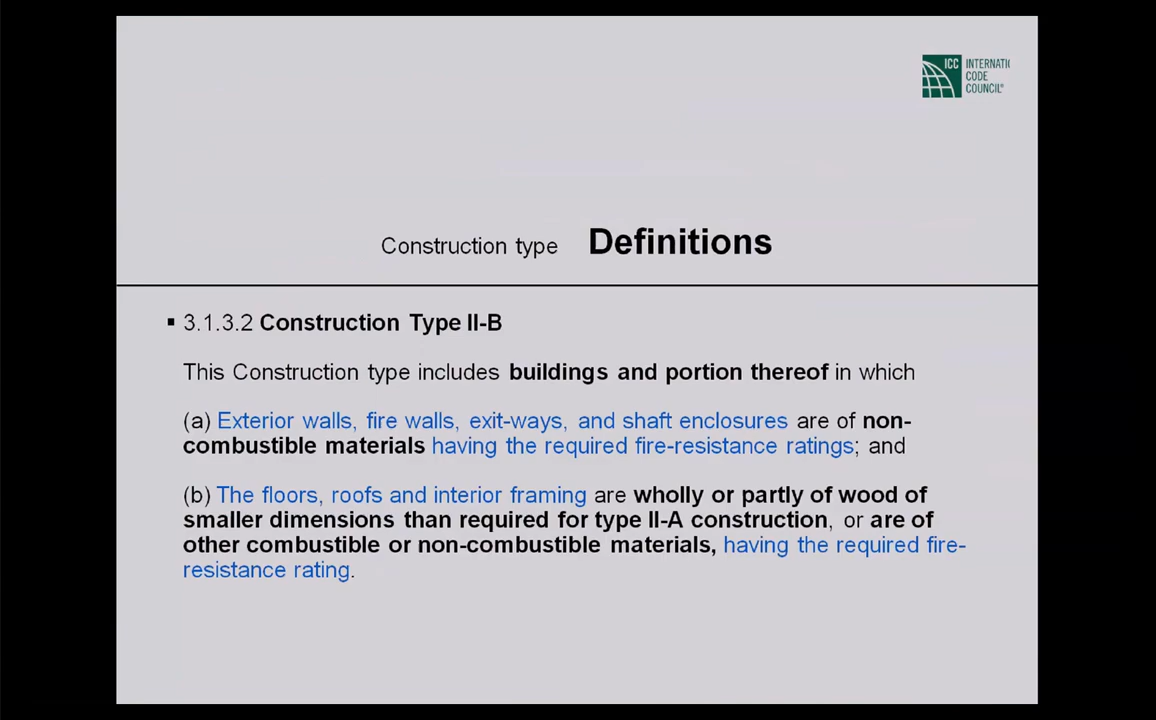 ICC INTERNATI
CODE
COUNCIL®
Construction type Definitions
▪ 3.1.3.2 Construction Type II-B
This Construction type includes buildings and portion thereof in which
(a) Exterior walls, fire walls, exit-ways, and shaft enclosures are of non-
combustible materials having the required fire-resistance ratings; and
(b) The floors, roofs and interior framing are wholly or partly of wood of
smaller dimensions than required for type II-A construction, or are of
other combustible or non-combustible materials, having the required fire-
resistance rating.